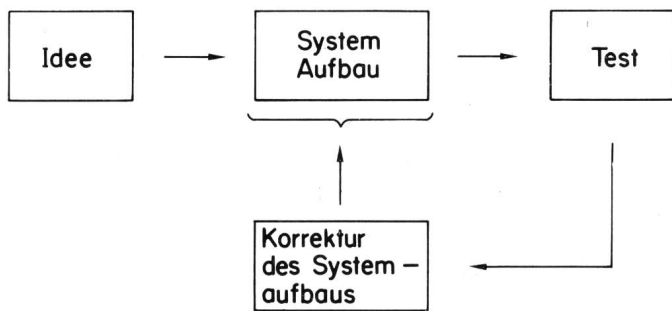 Idee
System
Aufbau
Test
Korrektur
des System –
aufbaus